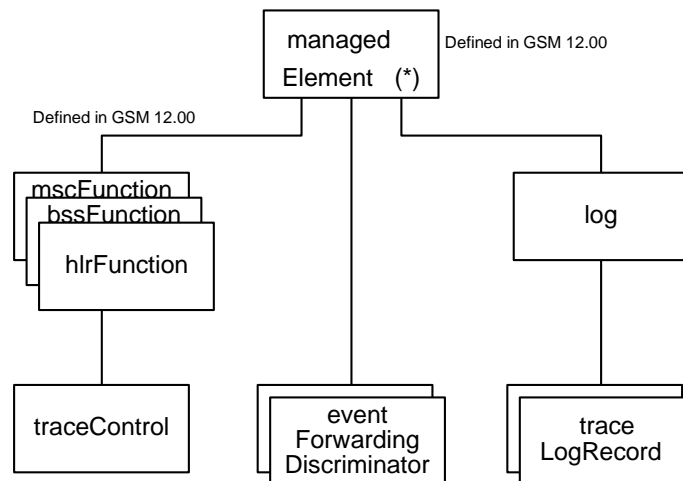 managed
Element (*)
Defined in GSM 12.00
Defined in GSM 12.00
mscFunction
bssFunction
hlrFunction
log
traceControl
event
Forwarding
Discriminator
trace
LogRecord